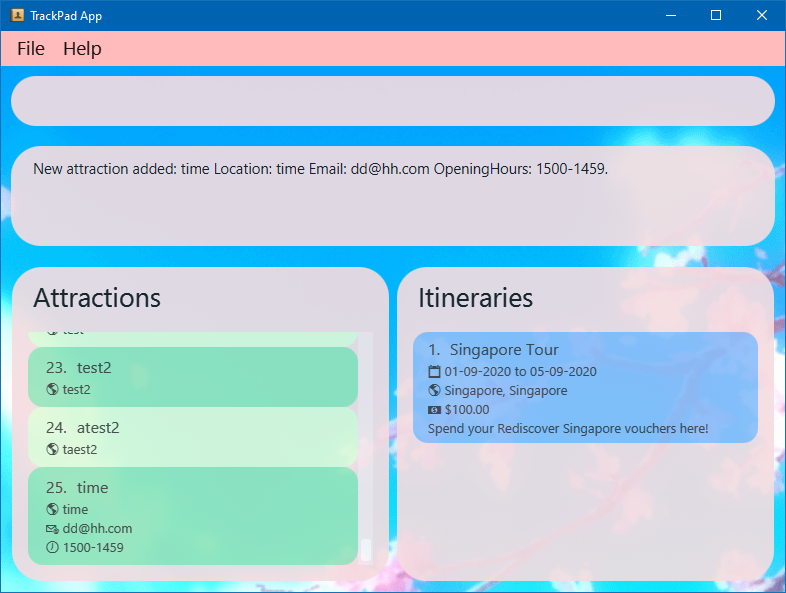 TrackPad App
File Help
New attraction added: time Location: time Email: dd@hh.com OpeningHours: 1500-1459.
Attractions
test
23. test2
test2
24. atest2
taest2
25. time
time
dd@hh.com
1500-1459
Itineraries
1. Singapore Tour
01-09-2020 to 05-09-2020
Singapore, Singapore
$100.00
Spend your Rediscover Singapore vouchers here!